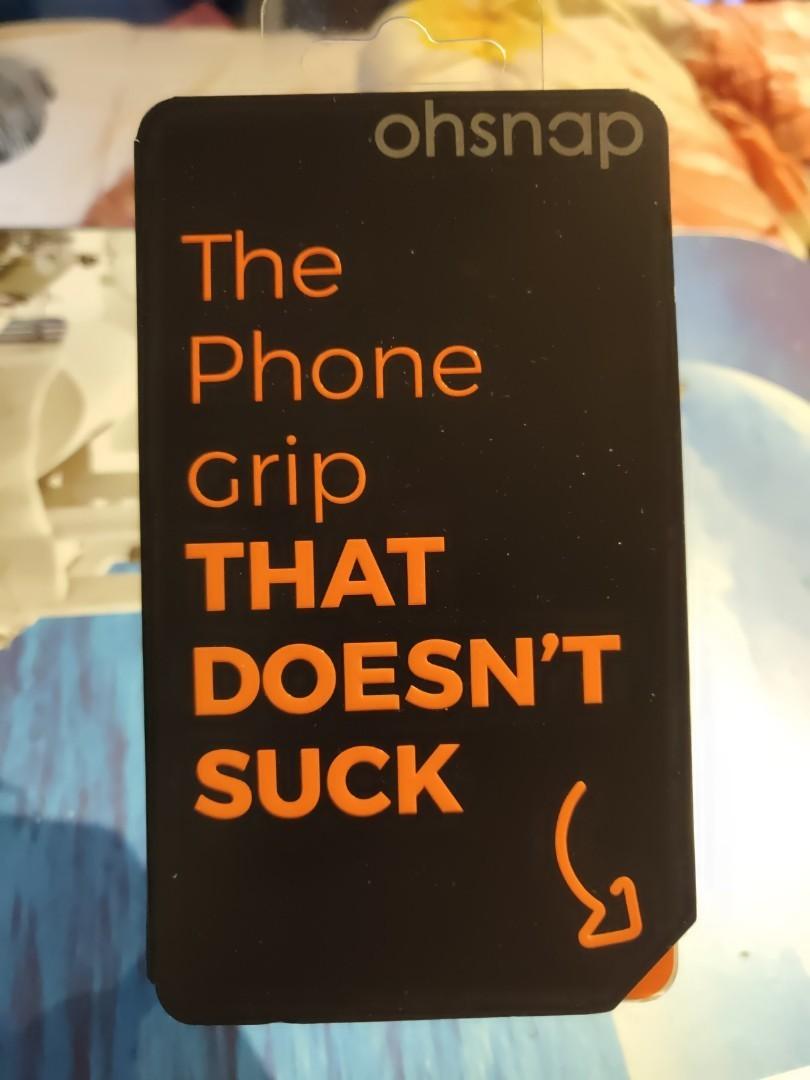 ohsnap
The
Phone
Grip
THAT
DOESN'T
SUCK